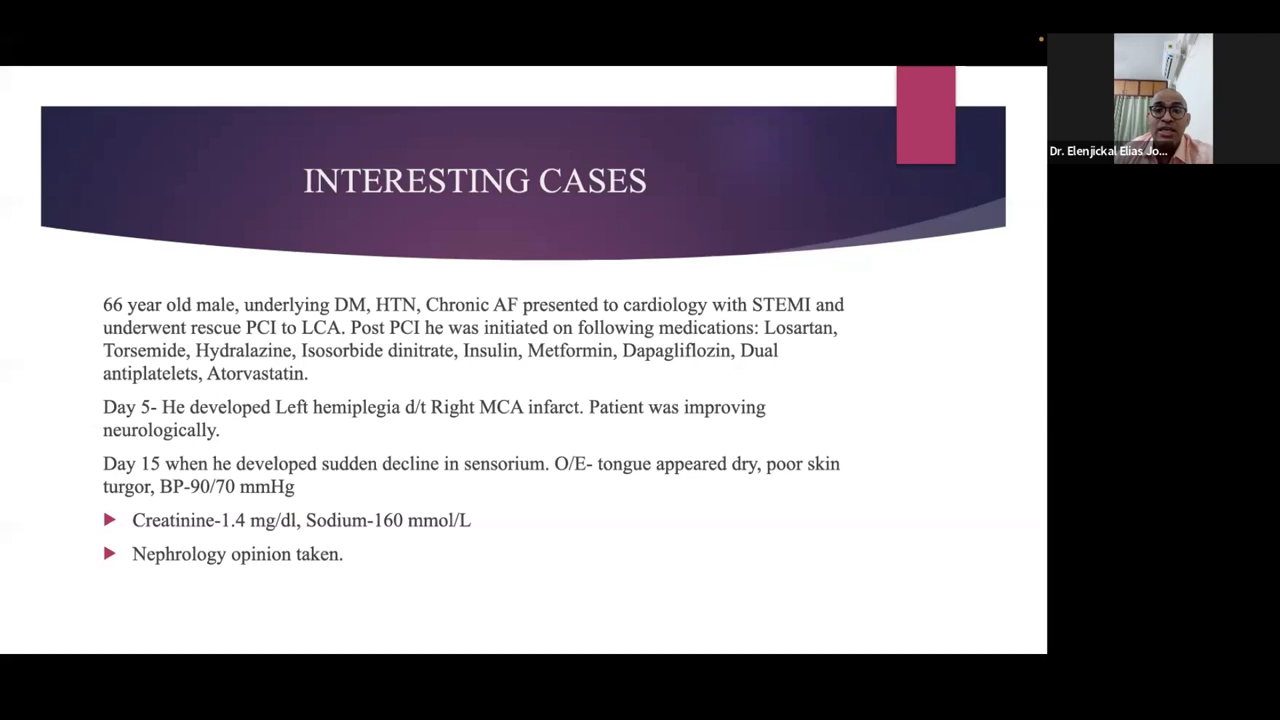 INTERESTING CASES
66 year old male, underlying DM, HTN, Chronic AF presented to cardiology with STEMI and
underwent rescue PCI to LCA. Post PCI he was initiated on following medications: Losartan,
Torsemide, Hydralazine, Isosorbide dinitrate, Insulin, Metformin, Dapagliflozin, Dual
antiplatelets, Atorvastatin.
Day 5- He developed Left hemiplegia d/t Right MCA infarct. Patient was improving
neurologically.
Day 15 when he developed sudden decline in sensorium. O/E- tongue appeared dry, poor skin
turgor, BP-90/70 mmHg
Creatinine-1.4 mg/dl, Sodium-160 mmol/L
Nephrology opinion taken.
Dr. Elenjickal Elias Jo...